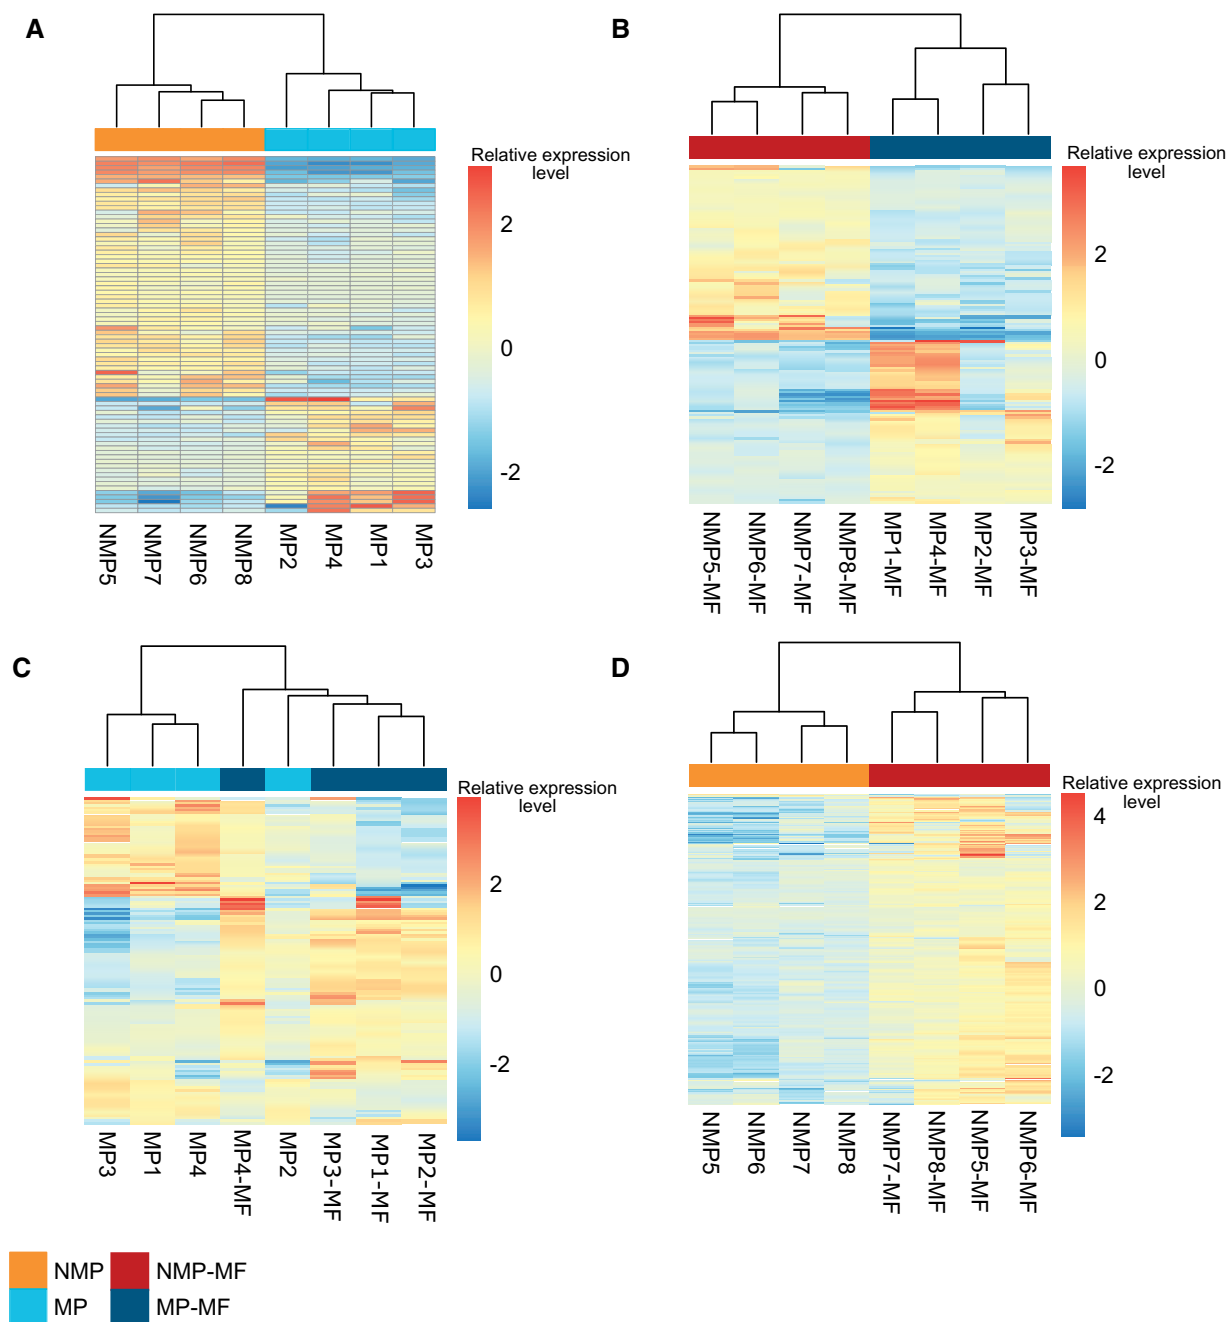 A
Relative expression
level
2
0
-2
NMP5
NMP7
NMP6
NMP8
MP2
MP4
MP1
MP3
B
Relative expression
level
2
0
-2
NMP5-MF
NMP6-MF
NMP7-MF
NMP8-MF
MP1-MF
MP4-MF
MP2-MF
MP3-MF
C
Relative expression
level
2
0
-2
MP3
MP1
MP4
MP4-MF
MP2
MP3-MF
MP1-MF
MP2-MF
D
Relative expression
level
4
2
0
-2
NMP5
NMP6
NMP7
NMP8
NMP7-MF
NMP8-MF
NMP5-MF
NMP6-MF
NMP
NMP-MF
MP
MP-MF